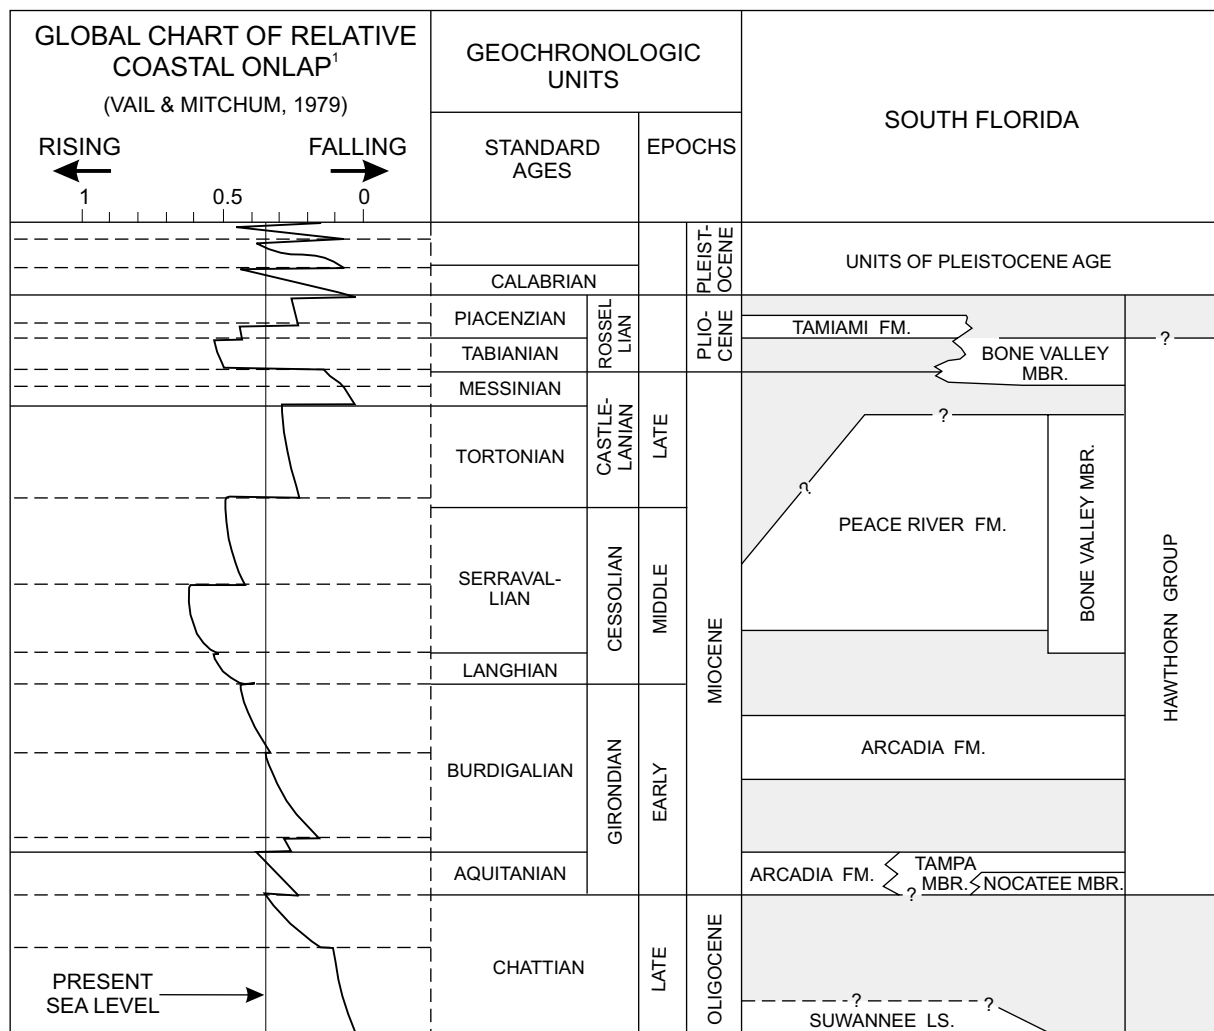 GLOBAL CHART OF RELATIVE
COASTAL ONLAP¹
(VAIL & MITCHUM, 1979)
RISING
FALLING
1
0.5
0
GEOCHRONOLOGIC
UNITS
STANDARD
AGES
EPOCHS
SOUTH FLORIDA
PLEIST-
OCENE
UNITS OF PLEISTOCENE AGE
CALABRIAN
PIACENZIAN
ROSSEL
LIAN
PLIO-
CENE
TAMIAMI FM.
?
TABIANIAN
BONE VALLEY
MBR.
MESSINIAN
CASTLE-
LANIAN
LATE
?
TORTONIAN
?
PEACE RIVER FM.
BONE VALLEY MBR.
HAWTHORN GROUP
SERRAVAL-
LIAN
CESSOLIAN
MIDDLE
MIOCENE
LANGHIAN
BURDIGALIAN
GIRONDIAN
EARLY
ARCADIA FM.
AQUITANIAN
ARCADIA FM.
TAMPA
MBR.
NOCATEE MBR.
?
CHATTIAN
LATE
OLIGOCENE
PRESENT
SEA LEVEL
?
?
SUWANNEE LS.